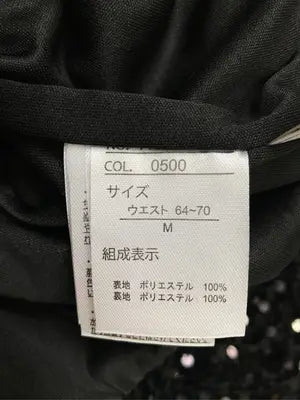 COL. 0500
サイズ
ウエスト 64~70
M
組成表示
表地 ポリエステル 100%
裏地 ポリエステル 100%